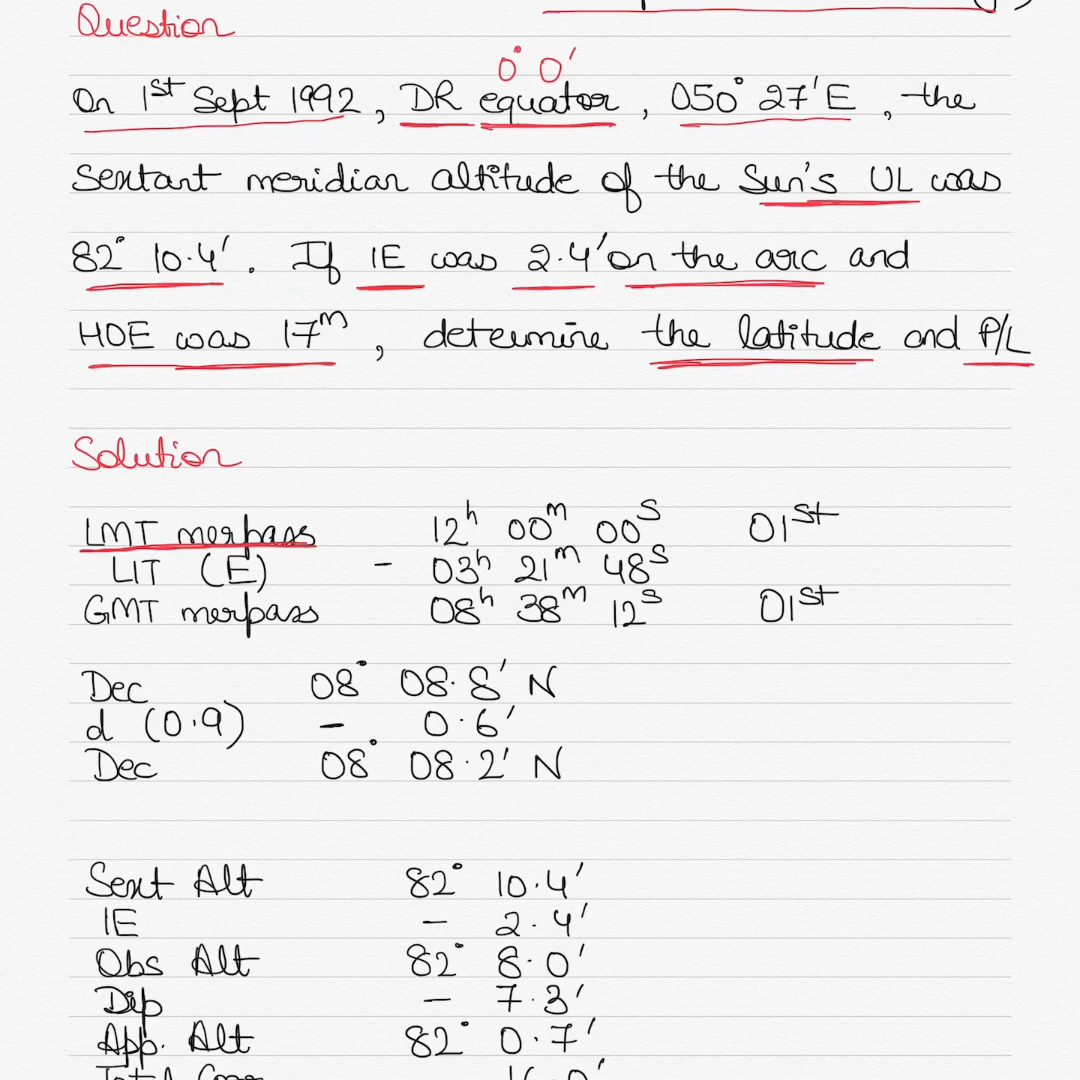 Question
0° 0'
On 1st Sept 1992, DR equator, 050° 27' E, the
Sextant meridian altitude of the Sun's UL was
82° 10.4'. If IE was 2.4' on the arc and
HOE was 17m, determine the latitude and P/L
Solution
LMT merpass 12h 00m 00s 01st
LIT (E) - 03h 21m 48s
GMT merpass 08h 38m 12s 01st
Dec 08° 08.8' N
d (0.9) - 0.6'
Dec 08° 08.2' N
Sext Alt 82° 10.4'
IE - 2.4'
Obs Alt 82° 8.0'
Dip - 7.3'
App. Alt 82° 0.7'